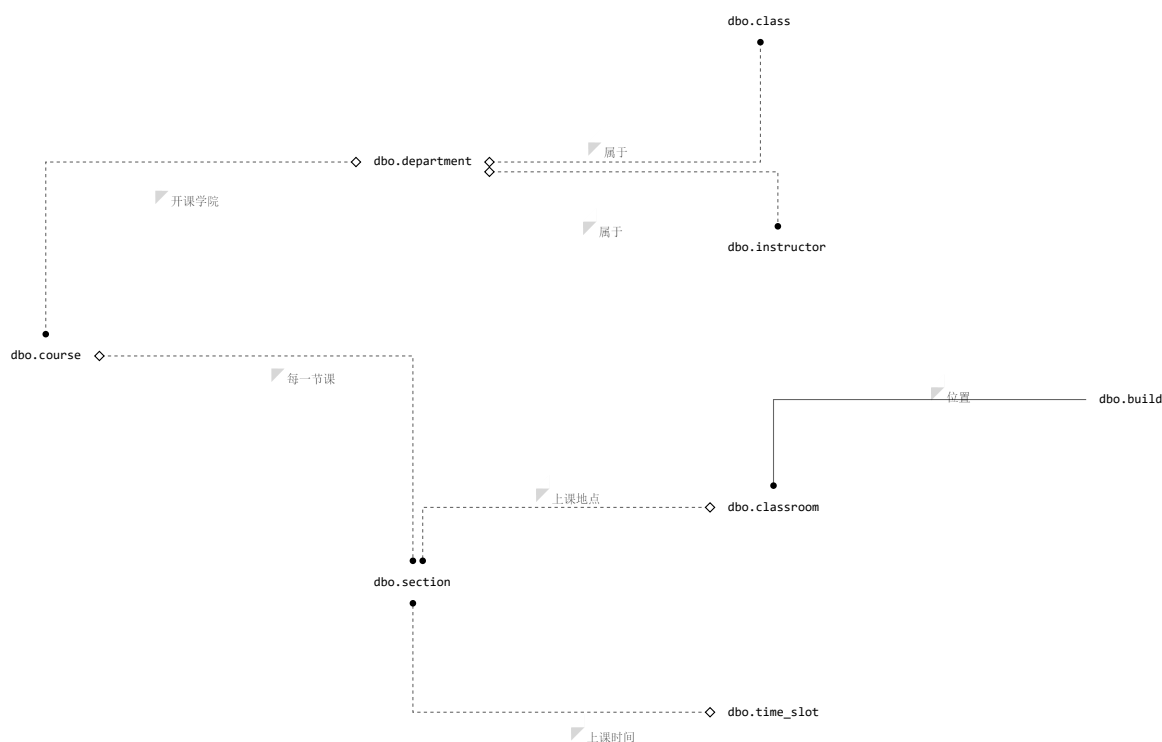 dbo.class
属于
dbo.department
开课学院
属于
dbo.instructor
dbo.course
每一节课
位置
dbo.build
上课地点
dbo.classroom
dbo.section
dbo.time_slot
上课时间